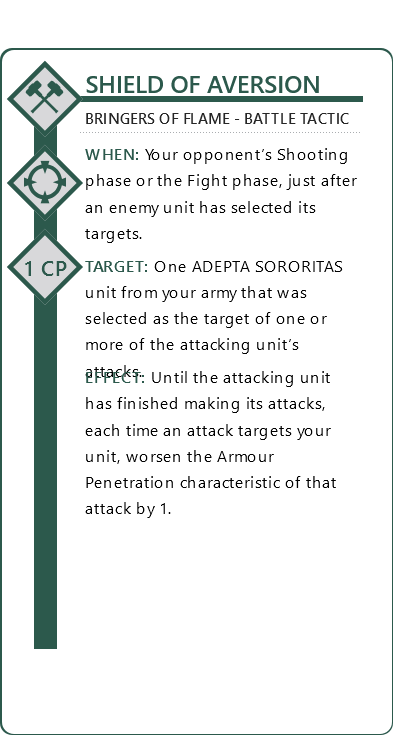 SHIELD OF AVERSION
BRINGERS OF FLAME - BATTLE TACTIC
WHEN: Your opponent's Shooting
phase or the Fight phase, just after
an enemy unit has selected its
targets.
1 CP
TARGET: One ADEPTA SORORITAS
unit from your army that was
selected as the target of one or
more of the attacking unit's
attacks.
EFFECT: Until the attacking unit
has finished making its attacks,
each time an attack targets your
unit, worsen the Armour
Penetration characteristic of that
attack by 1.